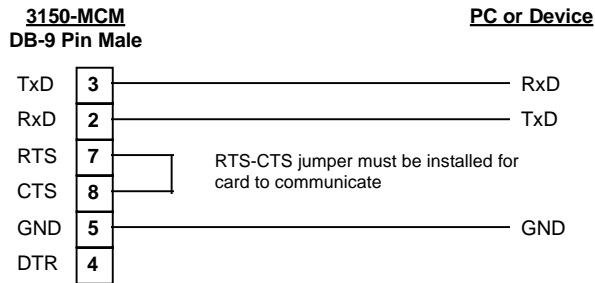 3150-MCM PC or Device
DB-9 Pin Male
TxD 3 RxD
RxD 2 TxD
RTS 7 RTS-CTS jumper must be installed for
CTS 8 card to communicate
GND 5 GND
DTR 4